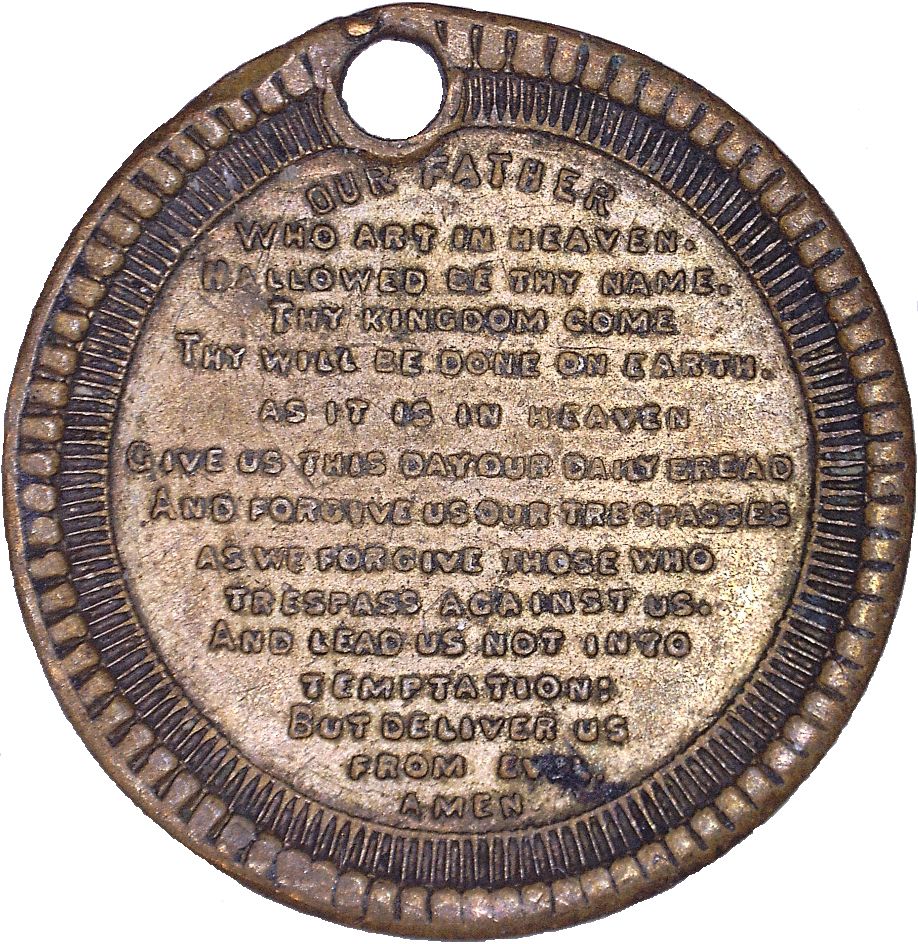 OUR FATHER
WHO ART IN HEAVEN.
HALLOWED BE THY NAME.
THY KINGDOM COME
THY WILL BE DONE ON EARTH.
AS IT IS IN HEAVEN
GIVE US THIS DAY OUR DAILY BREAD
AND FORGIVE US OUR TRESPASSES
AS WE FORGIVE THOSE WHO
TRESPASS AGAINST US.
AND LEAD US NOT INTO
TEMPTATION:
BUT DELIVER US
FROM EVIL,
AMEN